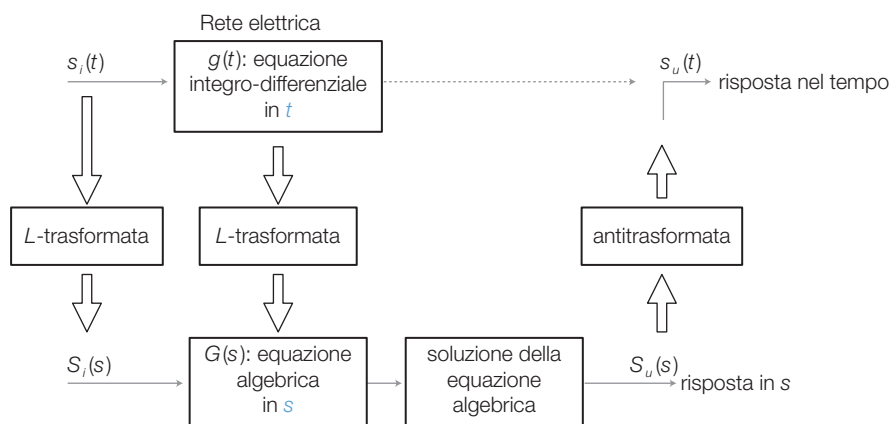 Rete elettrica
s_i(t)
g(t): equazione
integro-differenziale
in t
s_u(t)
risposta nel tempo
L-trasformata
L-trasformata
antitrasformata
S_i(s)
G(s): equazione
algebrica
in s
soluzione della
equazione
algebrica
S_u(s)
risposta in s